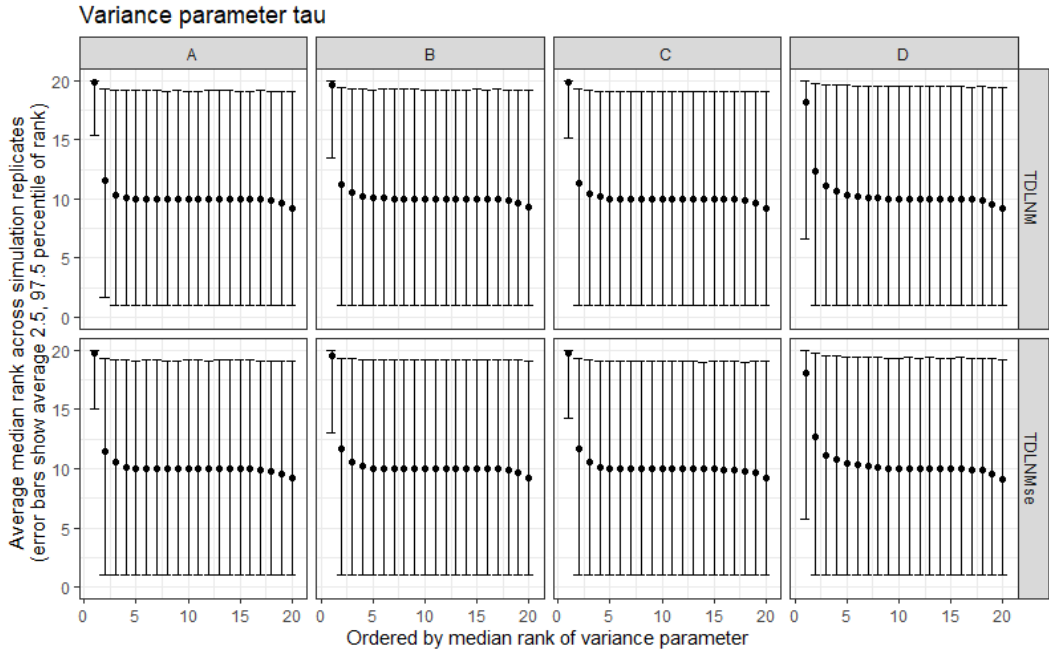 Variance parameter tau
A B C D
Average median rank across simulation replicates
(error bars show average 2.5, 97.5 percentile of rank)
20
15
10
5
0
TDLNM
20
15
10
5
0
TDLNMse
0 5 10 15 20 0 5 10 15 20 0 5 10 15 20 0 5 10 15 20
Ordered by median rank of variance parameter